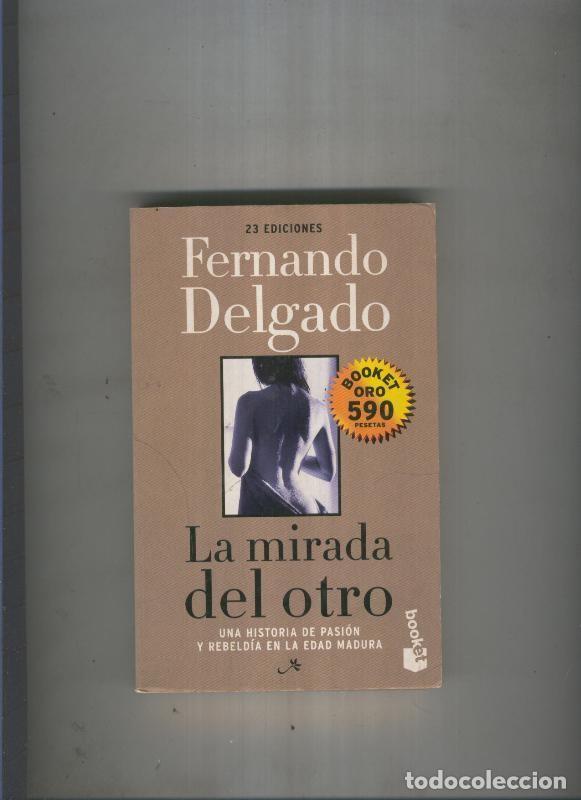 23 EDICIONES
Fernando
Delgado
BOOKET
ORO
590
PESETAS
La mirada
del otro
UNA HISTORIA DE PASIÓN
Y REBELDÍA EN LA EDAD MADURA
booket
todocoleccion